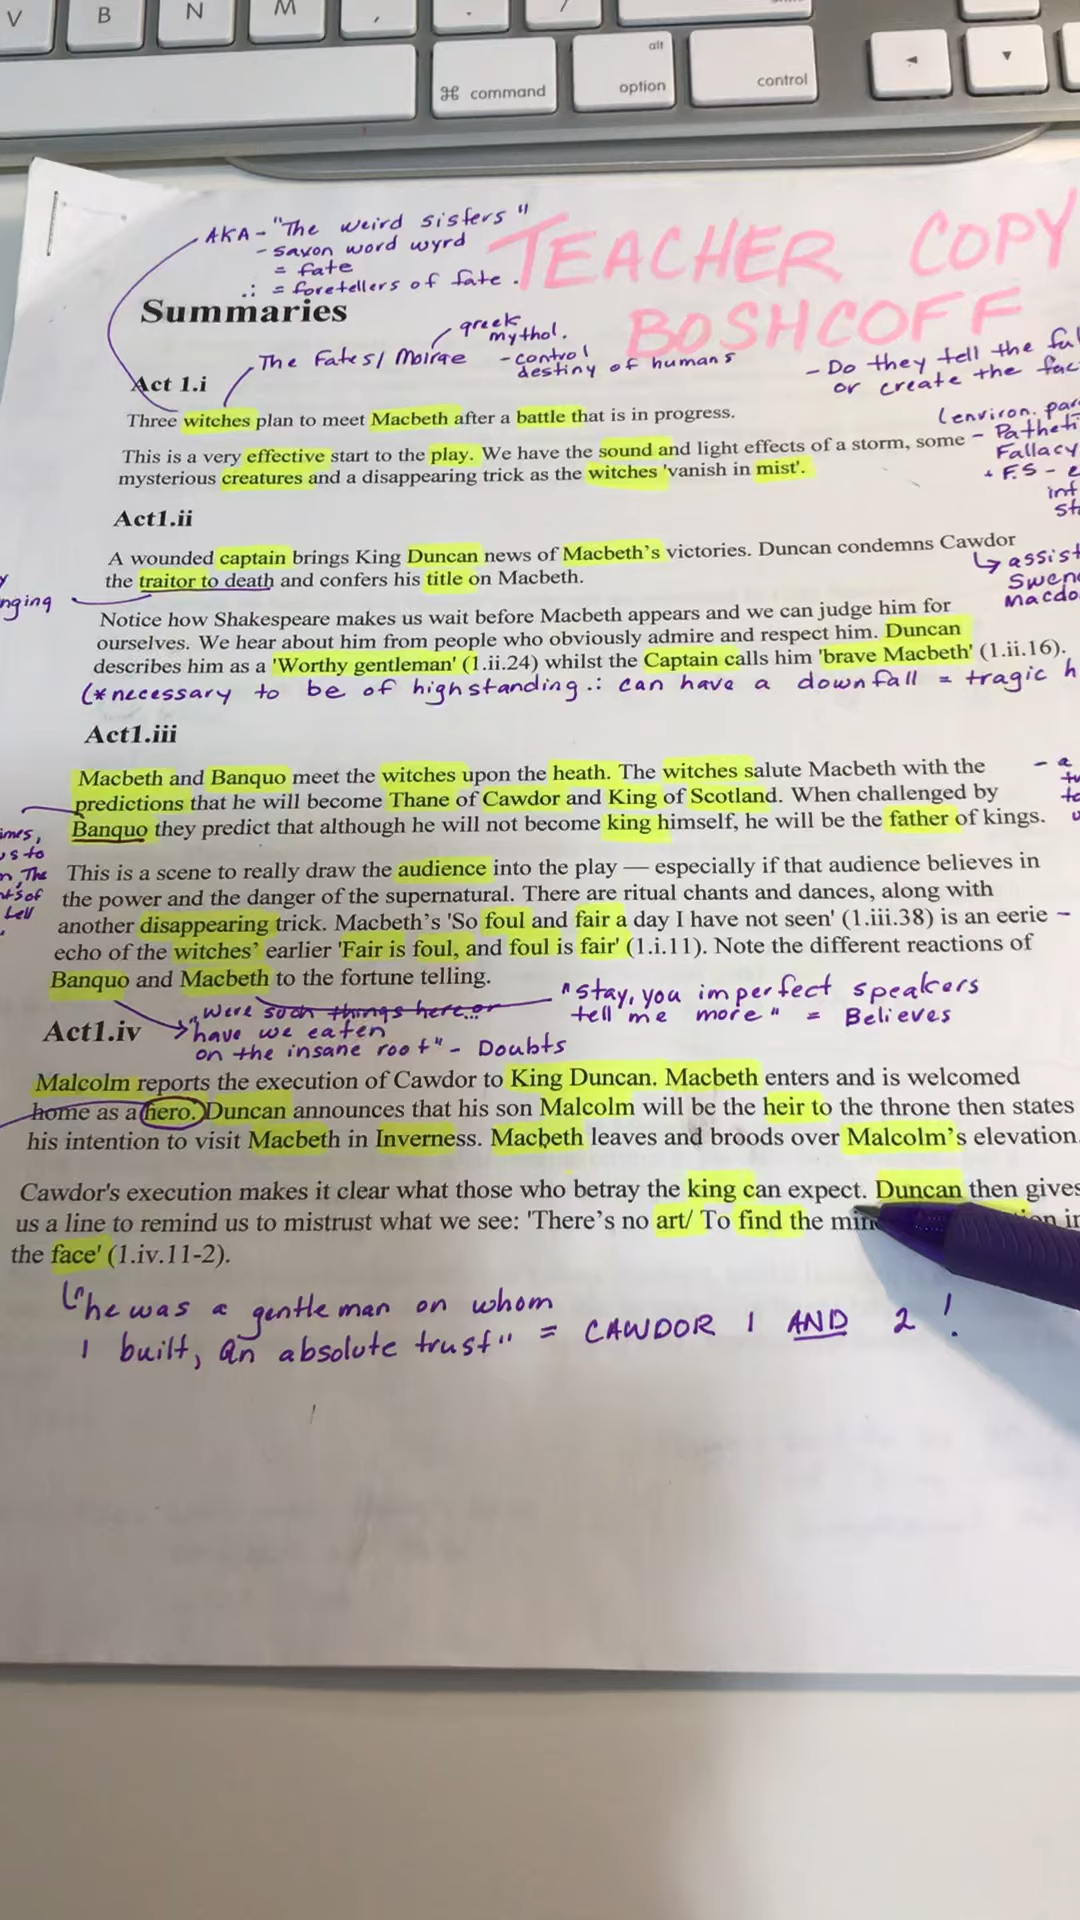 V B N M , . /
alt
⌘ command option control ◄ ▼
AKA - "The weird sisters"
- saxon word wyrd
= fate
∴ = foretellers of fate.
TEACHER COPY
BOSHCOFF
Summaries
greek
mythol.
The Fates/ Moirae - control
destiny of humans
- Do they tell the
or create the
Act 1.i
Three witches plan to meet Macbeth after a battle that is in progress.
(environ.
This is a very effective start to the play. We have the sound and light effects of a storm, some
mysterious creatures and a disappearing trick as the witches 'vanish in mist'.
Fallacy
+ F.S -
Act1.ii
A wounded captain brings King Duncan news of Macbeth's victories. Duncan condemns Cawdor
the traitor to death and confers his title on Macbeth.
Notice how Shakespeare makes us wait before Macbeth appears and we can judge him for
ourselves. We hear about him from people who obviously admire and respect him. Duncan
describes him as a 'Worthy gentleman' (1.ii.24) whilst the Captain calls him 'brave Macbeth' (1.ii.16).
(*necessary to be of highstanding ∴ can have a downfall = tragic h
Act1.iii
Macbeth and Banquo meet the witches upon the heath. The witches salute Macbeth with the
predictions that he will become Thane of Cawdor and King of Scotland. When challenged by
Banquo they predict that although he will not become king himself, he will be the father of kings.
This is a scene to really draw the audience into the play — especially if that audience believes in
the power and the danger of the supernatural. There are ritual chants and dances, along with
another disappearing trick. Macbeth's 'So foul and fair a day I have not seen' (1.iii.38) is an eerie -
echo of the witches' earlier 'Fair is foul, and foul is fair' (1.i.11). Note the different reactions of
Banquo and Macbeth to the fortune telling.
"stay, you imperfect speakers
tell me more" = Believes
"were such things here...or
have we eaten
on the insane root" - Doubts
Act1.iv
Malcolm reports the execution of Cawdor to King Duncan. Macbeth enters and is welcomed
home as a hero. Duncan announces that his son Malcolm will be the heir to the throne then states
his intention to visit Macbeth in Inverness. Macbeth leaves and broods over Malcolm's elevation.
Cawdor's execution makes it clear what those who betray the king can expect. Duncan then gives
us a line to remind us to mistrust what we see: 'There's no art/ To find the in
the face' (1.iv.11-2).
"he was a gentleman on whom
I built, an absolute trust" = CAWDOR 1 AND 2 !